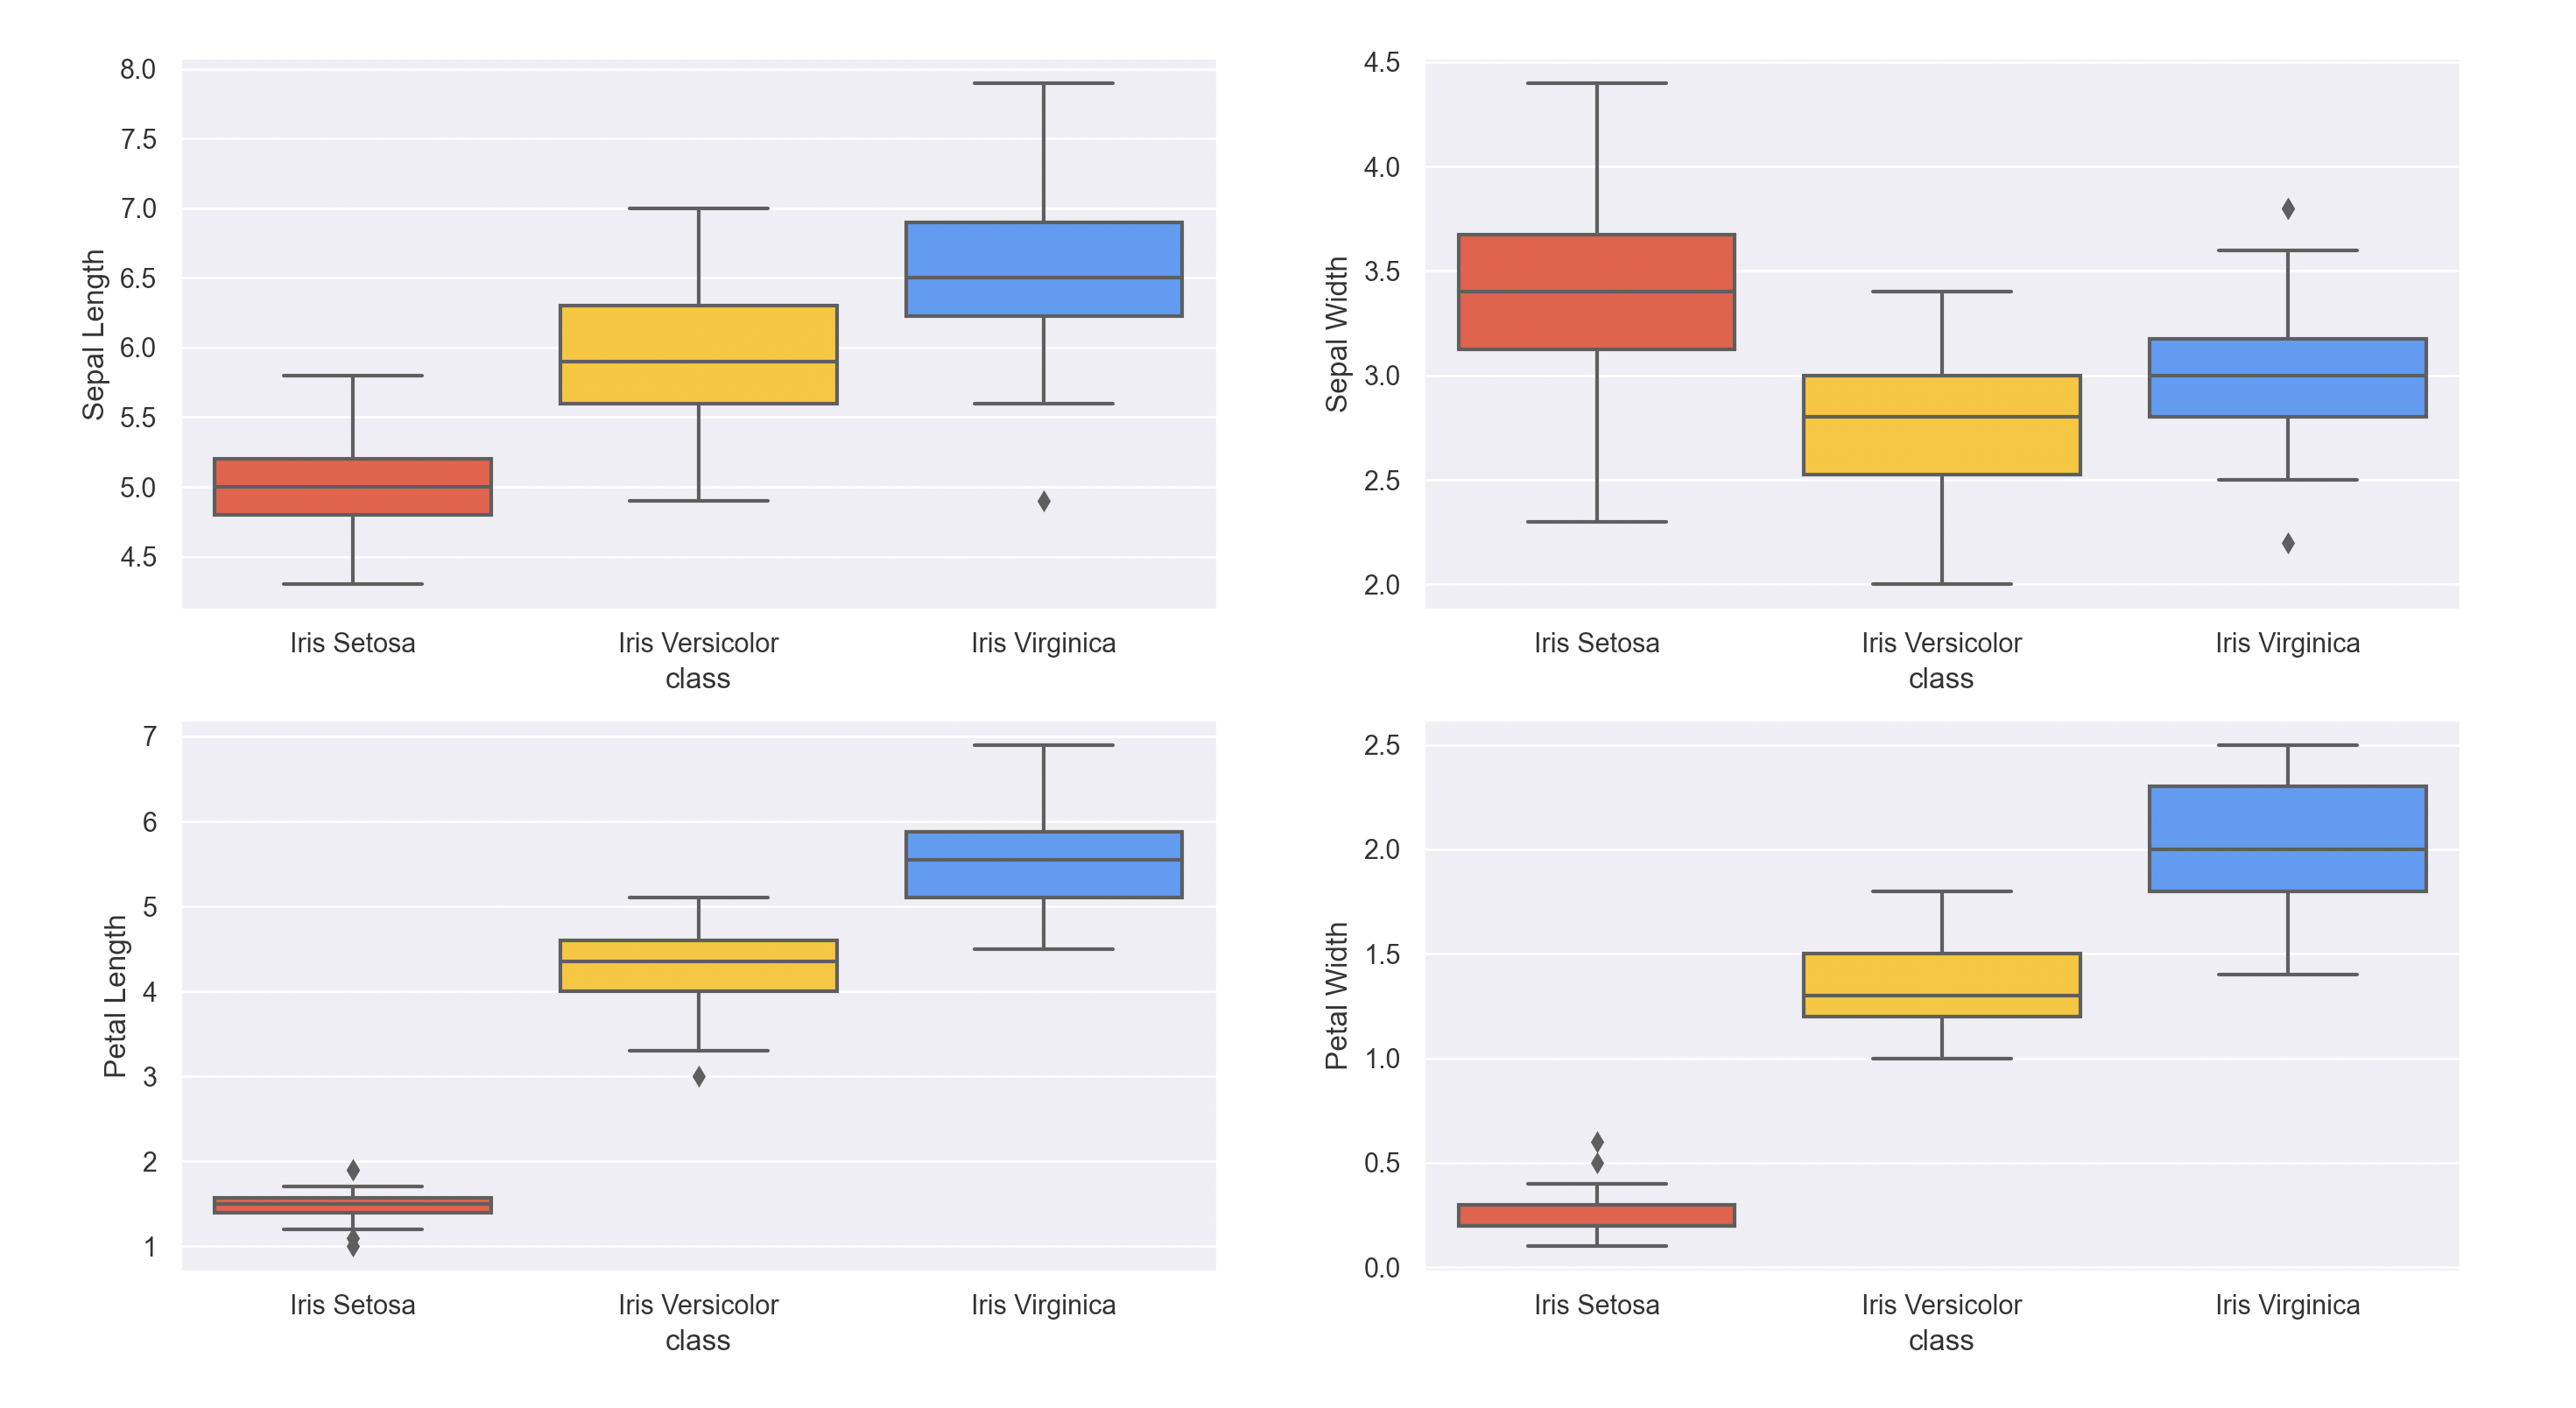 Sepal Length
8.0
7.5
7.0
6.5
6.0
5.5
5.0
4.5
Iris Setosa Iris Versicolor Iris Virginica
class
Sepal Width
4.5
4.0
3.5
3.0
2.5
2.0
Iris Setosa Iris Versicolor Iris Virginica
class
Petal Length
7
6
5
4
3
2
1
Iris Setosa Iris Versicolor Iris Virginica
class
Petal Width
2.5
2.0
1.5
1.0
0.5
0.0
Iris Setosa Iris Versicolor Iris Virginica
class